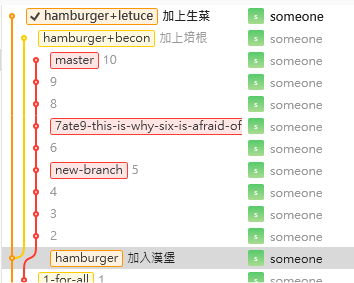 hamburger+letuce 加上生菜 s someone
hamburger+becon 加上培根 s someone
master 10 s someone
9 s someone
8 s someone
7ate9-this-is-why-six-is-afraid-of s someone
6 s someone
new-branch 5 s someone
4 s someone
3 s someone
2 s someone
hamburger 加入漢堡 s someone
1-for-all 1 s someone